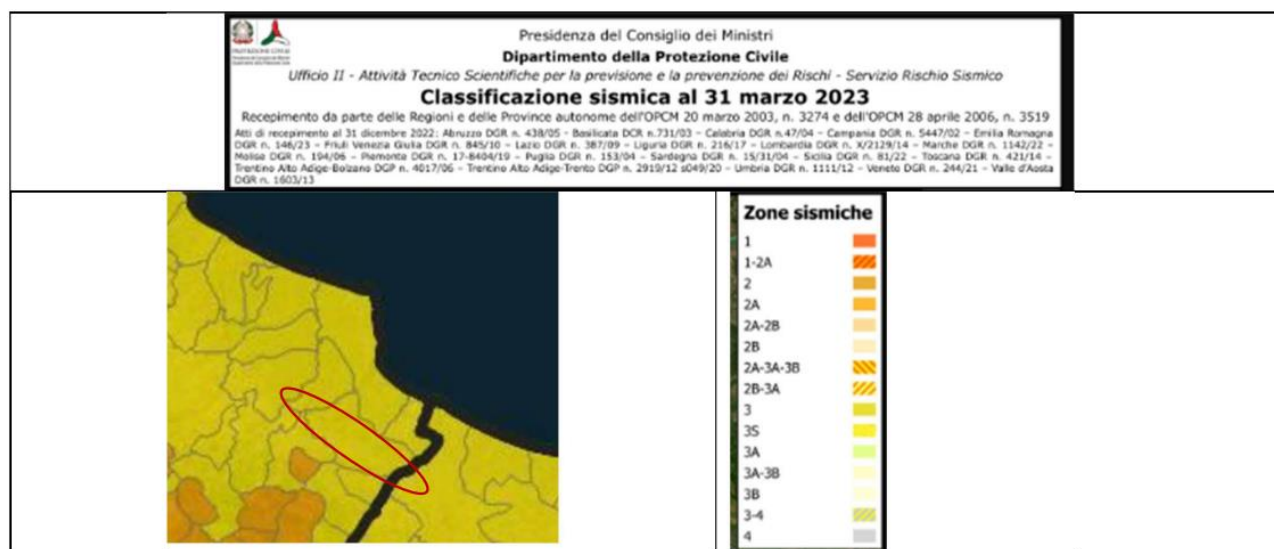 Presidenza del Consiglio dei Ministri
Dipartimento della Protezione Civile
Ufficio II - Attività Tecnico Scientifiche per la previsione e la prevenzione dei Rischi - Servizio Rischio Sismico
Classificazione sismica al 31 marzo 2023
Recepimento da parte delle Regioni e delle Province autonome dell'OPCM 20 marzo 2003, n. 3274 e dell'OPCM 28 aprile 2006, n. 3519
Atti di recepimento al 31 dicembre 2022: Abruzzo DGR n. 438/05 - Basilicata DCR n.731/03 - Calabria DGR n.47/04 - Campania DGR n. 5447/02 - Emilia Romagna
DGR n. 146/23 - Friuli Venezia Giulia DGR n. 845/10 - Lazio DGR n. 387/09 - Liguria DGR n. 216/17 - Lombardia DGR n. X/2129/14 - Marche DGR n. 1142/22 -
Molise DGR n. 194/06 - Piemonte DGR n. 17-8404/19 - Puglia DGR n. 153/04 - Sardegna DGR n. 15/31/04 - Sicilia DGR n. 81/22 - Toscana DGR n. 421/14 -
Trentino Alto Adige-Bolzano DGP n. 4017/06 - Trentino Alto Adige-Trento DGP n. 2919/12 s049/20 - Umbria DGR n. 1111/12 - Veneto DGR n. 244/21 - Valle d'Aosta
DGR n. 1603/13
Zone sismiche
1
1-2A
2
2A
2A-2B
2B
2A-3A-3B
2B-3A
3
3S
3A
3A-3B
3B
3-4
4